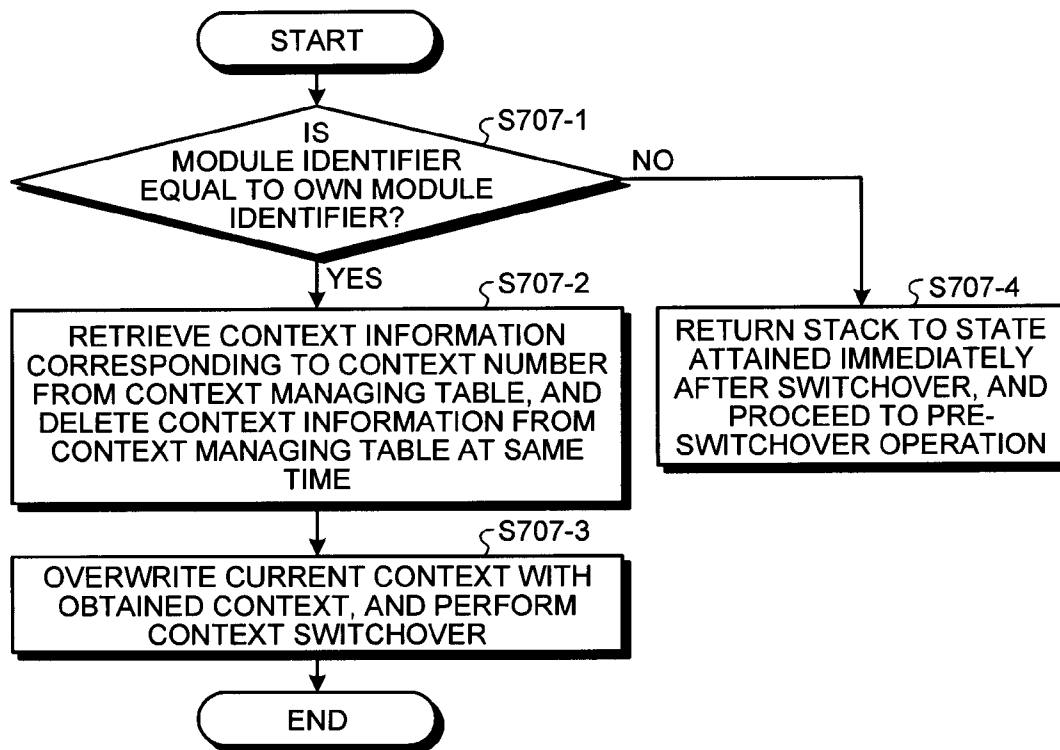 START
S707-1
IS
MODULE IDENTIFIER
EQUAL TO OWN MODULE
IDENTIFIER?
NO
YES
S707-2
RETRIEVE CONTEXT INFORMATION
CORRESPONDING TO CONTEXT NUMBER
FROM CONTEXT MANAGING TABLE, AND
DELETE CONTEXT INFORMATION FROM
CONTEXT MANAGING TABLE AT SAME
TIME
S707-4
RETURN STACK TO STATE
ATTAINED IMMEDIATELY
AFTER SWITCHOVER, AND
PROCEED TO PRE-
SWITCHOVER OPERATION
S707-3
OVERWRITE CURRENT CONTEXT WITH
OBTAINED CONTEXT, AND PERFORM
CONTEXT SWITCHOVER
END